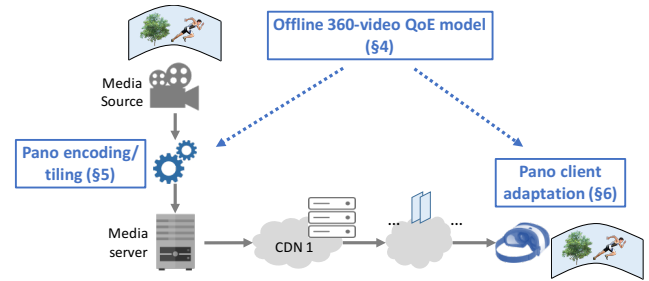 Offline 360-video QoE model
(§4)
Media
Source
Pano encoding/
tiling (§5)
Pano client
adaptation (§6)
Media
server
CDN 1
...
...